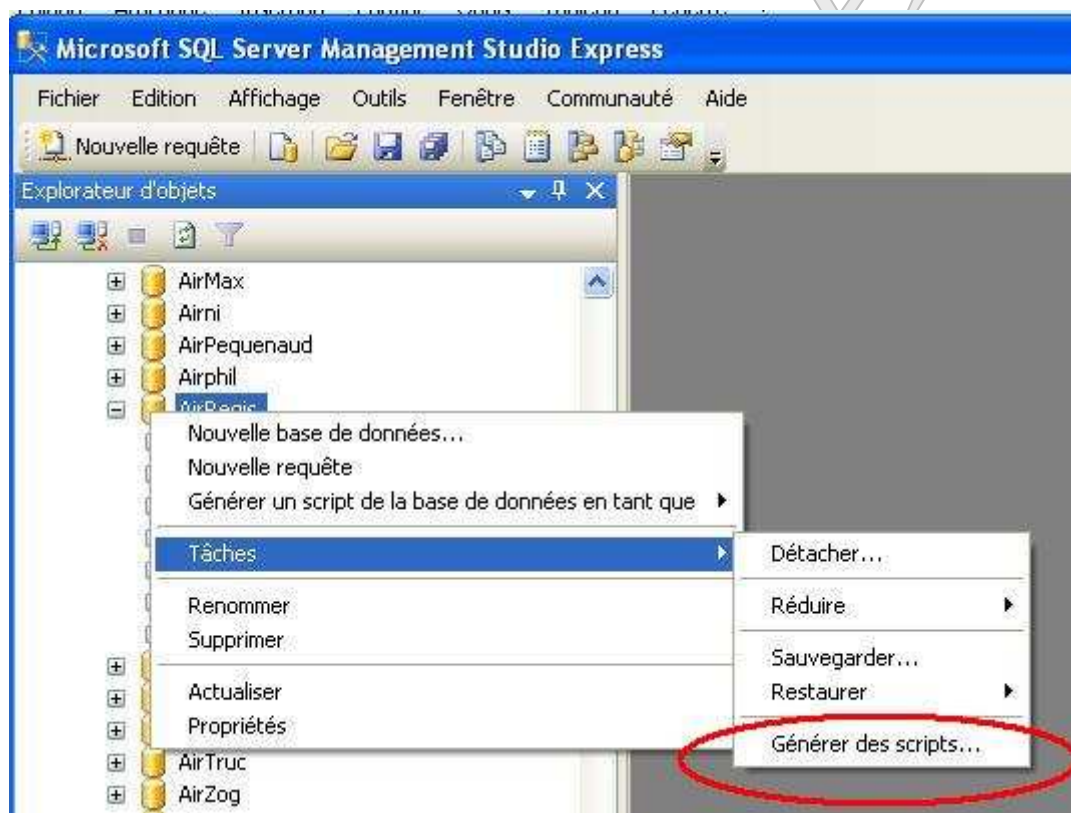 Microsoft SQL Server Management Studio Express
Fichier Edition Affichage Outils Fenêtre Communauté Aide
Nouvelle requête
Explorateur d'objets
AirMax
Airni
AirPequenaud
Airphil
AirRegis
Nouvelle base de données...
Nouvelle requête
Générer un script de la base de données en tant que
Tâches
Renommer
Supprimer
Actualiser
Propriétés
Détacher...
Réduire
Sauvegarder...
Restaurer
Générer des scripts...
AirTruc
AirZog